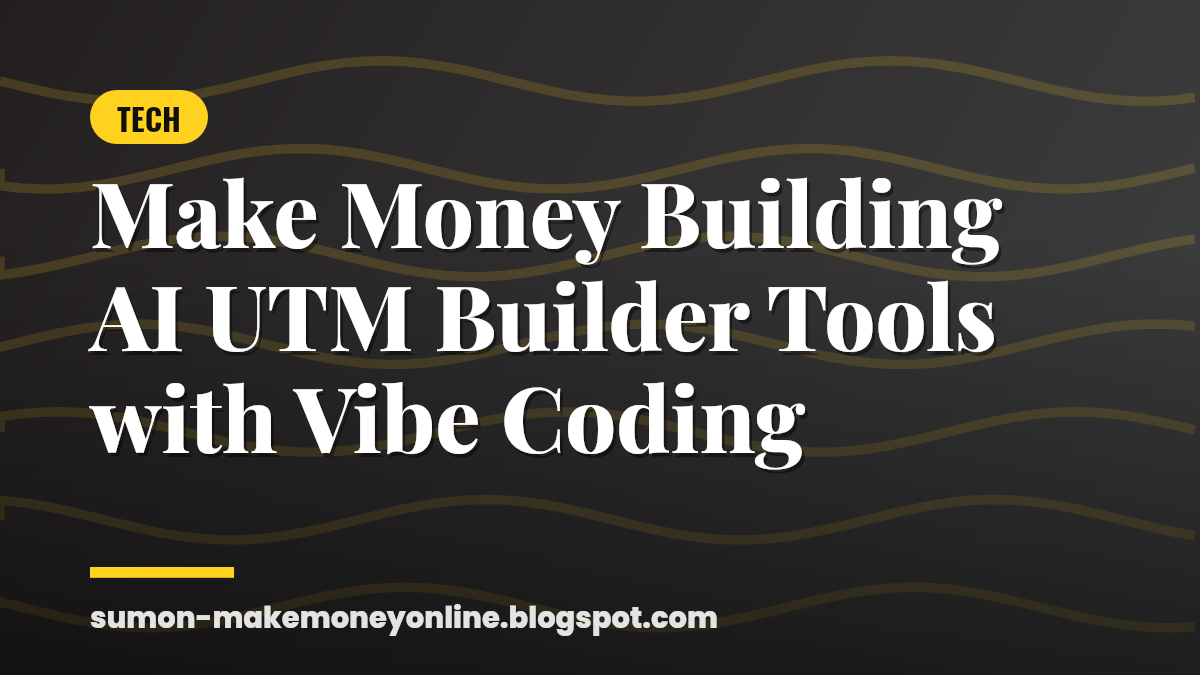 TECH
Make Money Building
AI UTM Builder Tools
with Vibe Coding
sumon-makemoneyonline.blogspot.com